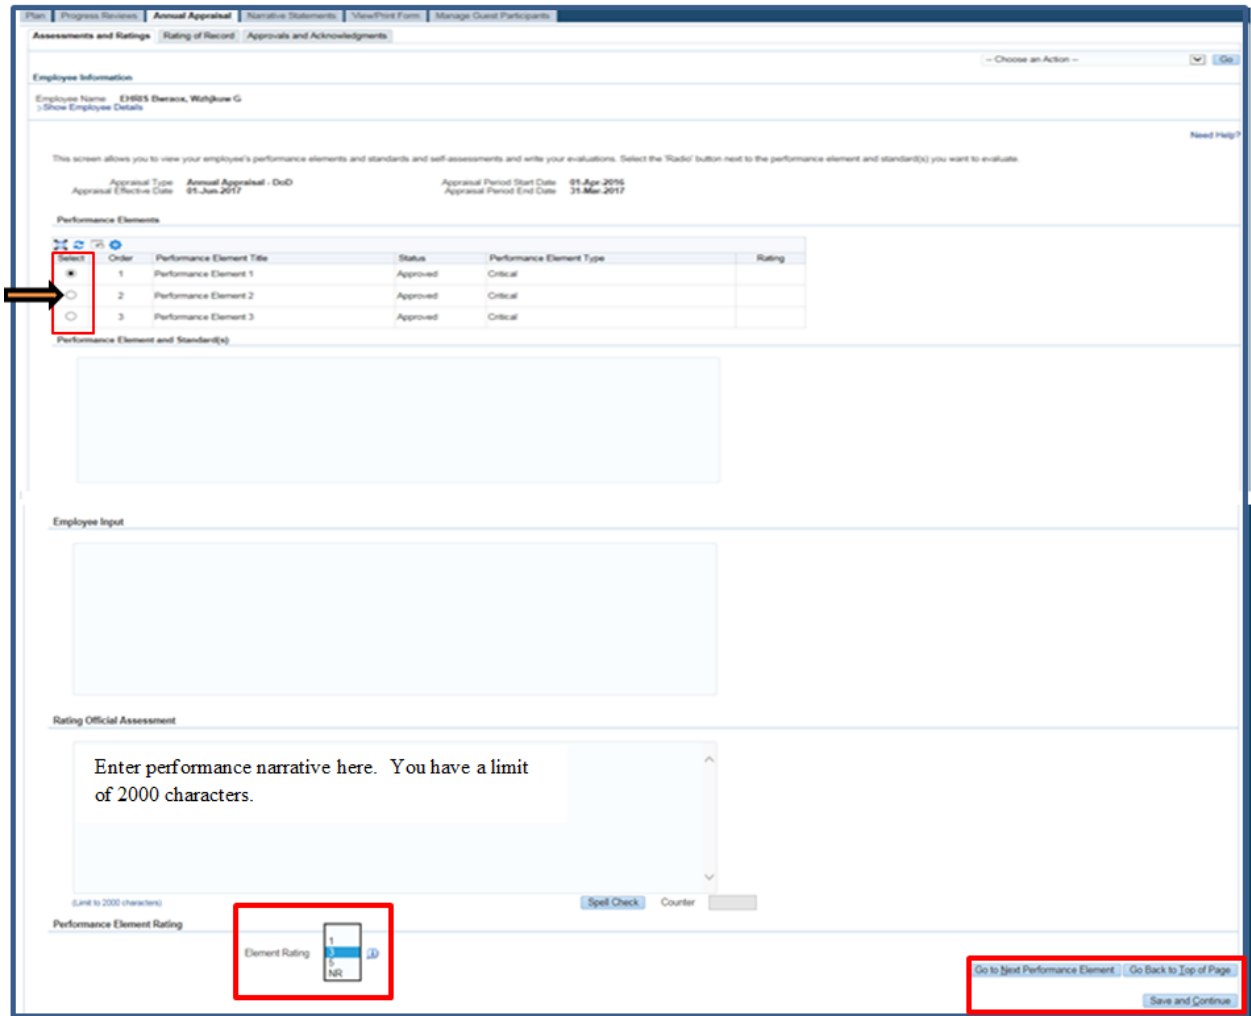 Plan Progress Reviews Annual Appraisal Narrative Statements View/Print Form Manage Guest Participants
Assessments and Ratings Rating of Record Approvals and Acknowledgments
-- Choose an Action -- Go
Employee Information
Employee Name EHRIS Dwraox, Wzhjkuw G
Show Employee Details
Need Help?
This screen allows you to view your employee's performance elements and standards and self-assessments and write your evaluations. Select the 'Radio' button next to the performance element and standard(s) you want to evaluate.
Appraisal Type Annual Appraisal - DoD Appraisal Period Start Date 01-Apr-2016
Appraisal Effective Date 01-Jun-2017 Appraisal Period End Date 31-Mar-2017
Performance Elements
Select Order Performance Element Title Status Performance Element Type Rating
1 Performance Element 1 Approved Critical
2 Performance Element 2 Approved Critical
3 Performance Element 3 Approved Critical
Performance Element and Standard(s)
Employee Input
Rating Official Assessment
Enter performance narrative here. You have a limit
of 2000 characters.
(Limit to 2000 characters) Spell Check Counter
Performance Element Rating
1
Element Rating 3
5
NR
Go to Next Performance Element Go Back to Top of Page
Save and Continue